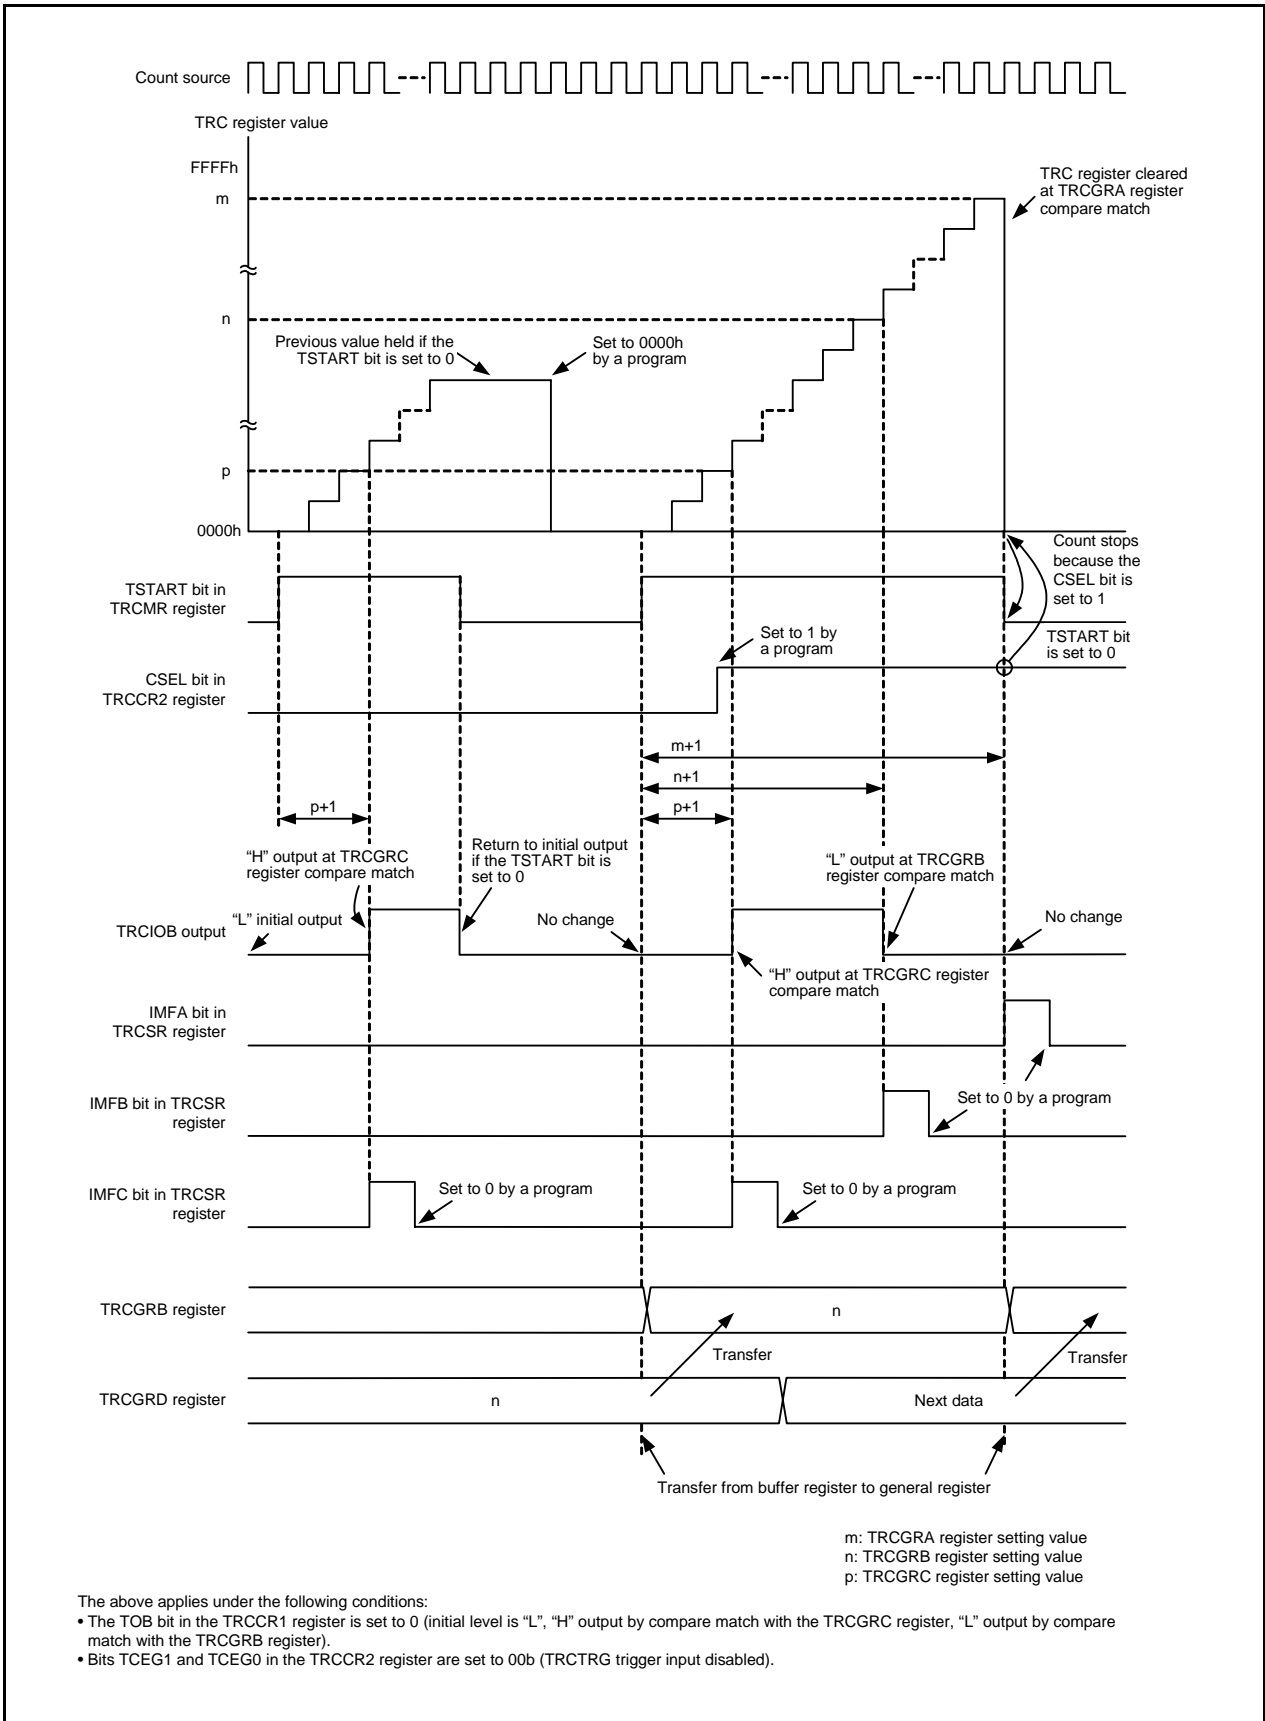 Count source
TRC register value
FFFFh
m
TRC register cleared
at TRCGRA register
compare match
n
Previous value held if the
TSTART bit is set to 0
Set to 0000h
by a program
p
0000h
Count stops
because the
CSEL bit is
set to 1
TSTART bit in
TRCMR register
TSTART bit
is set to 0
Set to 1 by
a program
CSEL bit in
TRCCR2 register
m+1
n+1
p+1
p+1
“H” output at TRCGRC
register compare match
Return to initial output
if the TSTART bit is
set to 0
“L” output at TRCGRB
register compare match
“L” initial output
No change
No change
TRCIOB output
“H” output at TRCGRC register
compare match
IMFA bit in
TRCSR register
Set to 0 by a program
IMFB bit in TRCSR
register
IMFC bit in TRCSR
register
Set to 0 by a program
Set to 0 by a program
TRCGRB register
n
Transfer
Transfer
TRCGRD register
n
Next data
Transfer from buffer register to general register
m: TRCGRA register setting value
n: TRCGRB register setting value
p: TRCGRC register setting value
The above applies under the following conditions:
• The TOB bit in the TRCCR1 register is set to 0 (initial level is “L”, “H” output by compare match with the TRCGRC register, “L” output by compare
match with the TRCGRB register).
• Bits TCEG1 and TCEG0 in the TRCCR2 register are set to 00b (TRCTRG trigger input disabled).